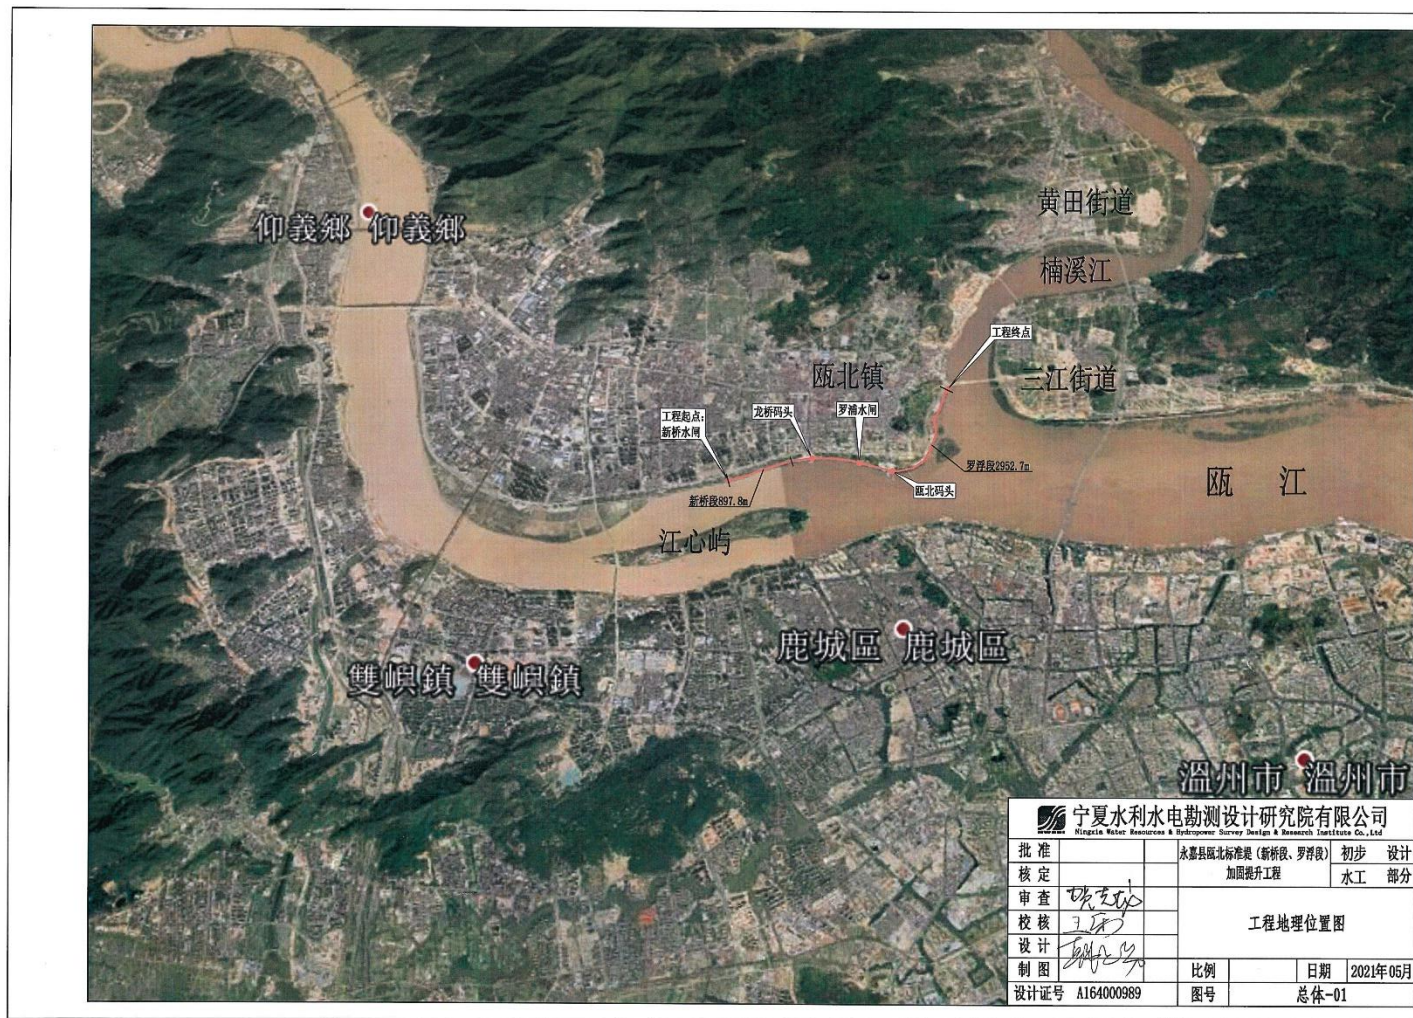 黄田街道
仰義鄉 仰義鄉
楠溪江
工程终点
瓯北镇
三江街道
工程起点:
新桥水闸
龙桥码头
罗浦水闸
罗浮段2952.7m
瓯北码头
新桥段897.8m
瓯 江
江心屿
鹿城區 鹿城區
雙嶼鎮 雙嶼鎮
溫州市 溫州市
宁夏水利水电勘测设计研究院有限公司
Ningxia Water Resources & Hydropower Survey Design & Research Institute Co.,Ltd
批 准
永嘉县瓯北标准堤(新桥段、罗浮段)
加固提升工程
初步 设计
核 定
水工 部分
审 查
校 核
工程地理位置图
设 计
制 图
比例
日期 2021年05月
设计证号 A164000989
图号 总体-01